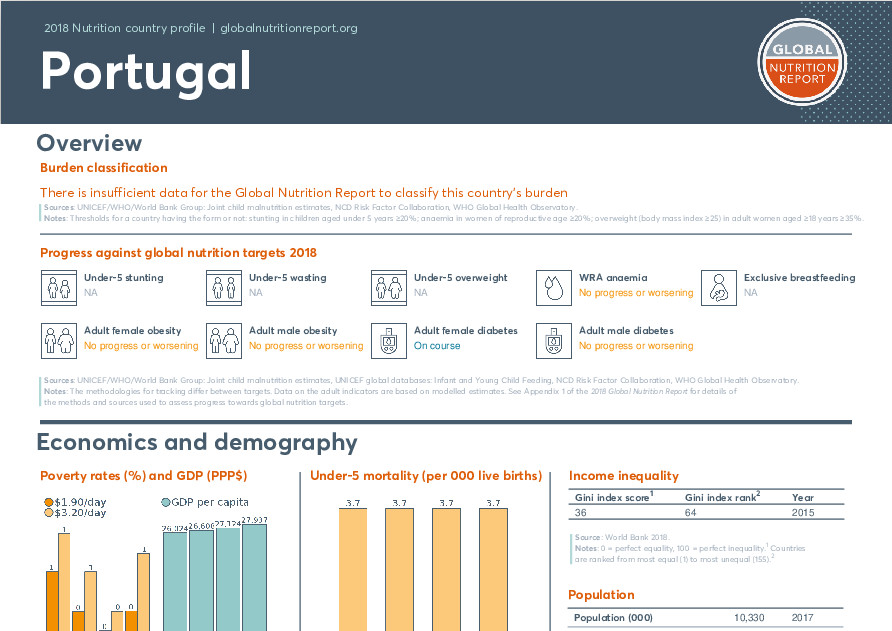 2018 Nutrition country profile | globalnutritionreport.org
Portugal
GLOBAL
NUTRITION
REPORT
Overview
Burden classification
There is insufficient data for the Global Nutrition Report to classify this country's burden
Sources: UNICEF/WHO/World Bank Group: Joint child malnutrition estimates, NCD Risk Factor Collaboration, WHO Global Health Observatory.
Notes: Thresholds for a country having the form or not: stunting in children aged under 5 years ≥20%; anaemia in women of reproductive age ≥20%; overweight (body mass index ≥25) in adult women aged ≥18 years ≥35%.
Progress against global nutrition targets 2018
Under-5 stunting
NA
Under-5 wasting
NA
Under-5 overweight
NA
WRA anaemia
No progress or worsening
Exclusive breastfeeding
NA
Adult female obesity
No progress or worsening
Adult male obesity
No progress or worsening
Adult female diabetes
On course
Adult male diabetes
No progress or worsening
Sources: UNICEF/WHO/World Bank Group: Joint child malnutrition estimates, UNICEF global databases: Infant and Young Child Feeding, NCD Risk Factor Collaboration, WHO Global Health Observatory.
Notes: The methodologies for tracking differ between targets. Data on the adult indicators are based on modelled estimates. See Appendix 1 of the 2018 Global Nutrition Report for details of
the methods and sources used to assess progress towards global nutrition targets.
Economics and demography
Poverty rates (%) and GDP (PPP$)
$1.90/day
$3.20/day
GDP per capita
1 1 0 1 0 0 0 1
26,024 26,606 27,124 27,937
Under-5 mortality (per 000 live births)
3.7 3.7 3.7 3.7
Income inequality
Gini index score1 Gini index rank2 Year
36 64 2015
Source: World Bank 2018.
Notes: 0 = perfect equality, 100 = perfect inequality.1 Countries
are ranked from most equal (1) to most unequal (155).2
Population
Population (000) 10,330 2017